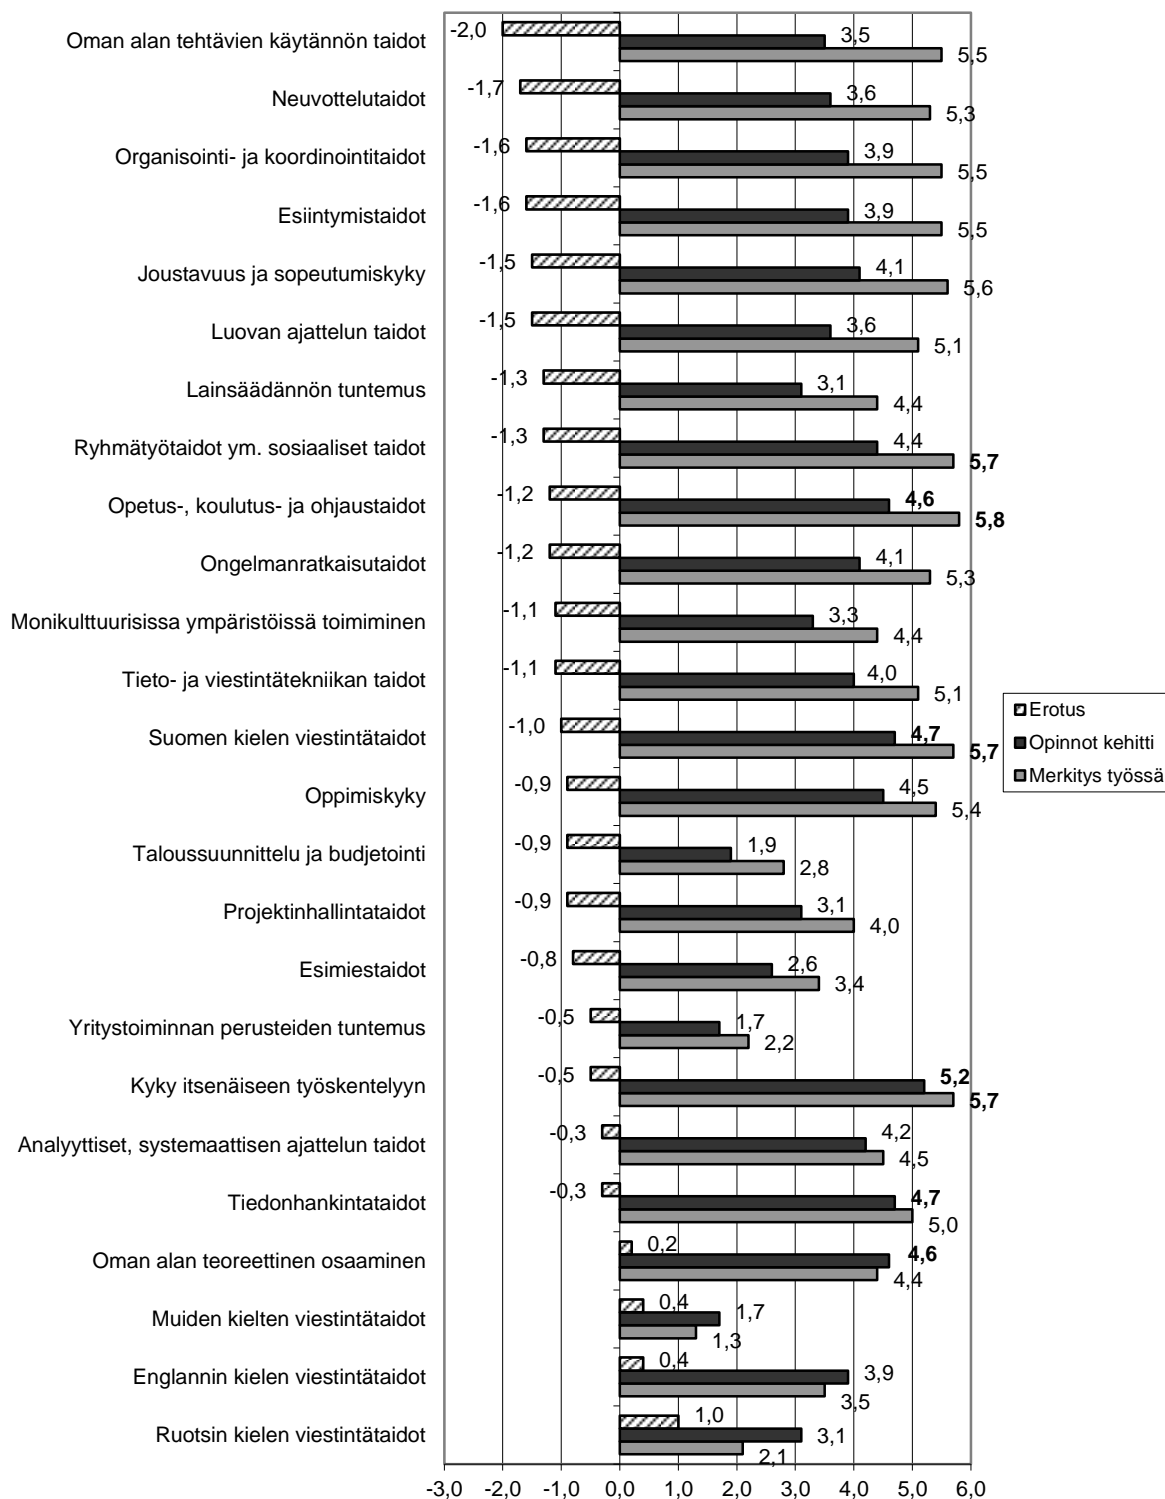 Oman alan tehtävien käytännön taidot -2,0 3,5 5,5
Neuvottelutaidot -1,7 3,6 5,3
Organisointi- ja koordinointitaidot -1,6 3,9 5,5
Esiintymistaidot -1,6 3,9 5,5
Joustavuus ja sopeutumiskyky -1,5 4,1 5,6
Luovan ajattelun taidot -1,5 3,6 5,1
Lainsäädännön tuntemus -1,3 3,1 4,4
Ryhmätyötaidot ym. sosiaaliset taidot -1,3 4,4 5,7
Opetus-, koulutus- ja ohjaustaidot -1,2 4,6 5,8
Ongelmanratkaisutaidot -1,2 4,1 5,3
Monikulttuurisissa ympäristöissä toimiminen -1,1 3,3 4,4
Tieto- ja viestintätekniikan taidot -1,1 4,0 5,1
Suomen kielen viestintätaidot -1,0 4,7 5,7
Oppimiskyky -0,9 4,5 5,4
Taloussuunnittelu ja budjetointi -0,9 1,9 2,8
Projektinhallintataidot -0,9 3,1 4,0
Esimiestaidot -0,8 2,6 3,4
Yritystoiminnan perusteiden tuntemus -0,5 1,7 2,2
Kyky itsenäiseen työskentelyyn -0,5 5,2 5,7
Analyyttiset, systemaattisen ajattelun taidot -0,3 4,2 4,5
Tiedonhankintataidot -0,3 4,7 5,0
Oman alan teoreettinen osaaminen 0,2 4,6 4,4
Muiden kielten viestintätaidot 0,4 1,7 1,3
Englannin kielen viestintätaidot 0,4 3,9 3,5
Ruotsin kielen viestintätaidot 1,0 3,1 2,1
-3,0 -2,0 -1,0 0,0 1,0 2,0 3,0 4,0 5,0 6,0
Erotus
Opinnot kehitti
Merkitys työssä